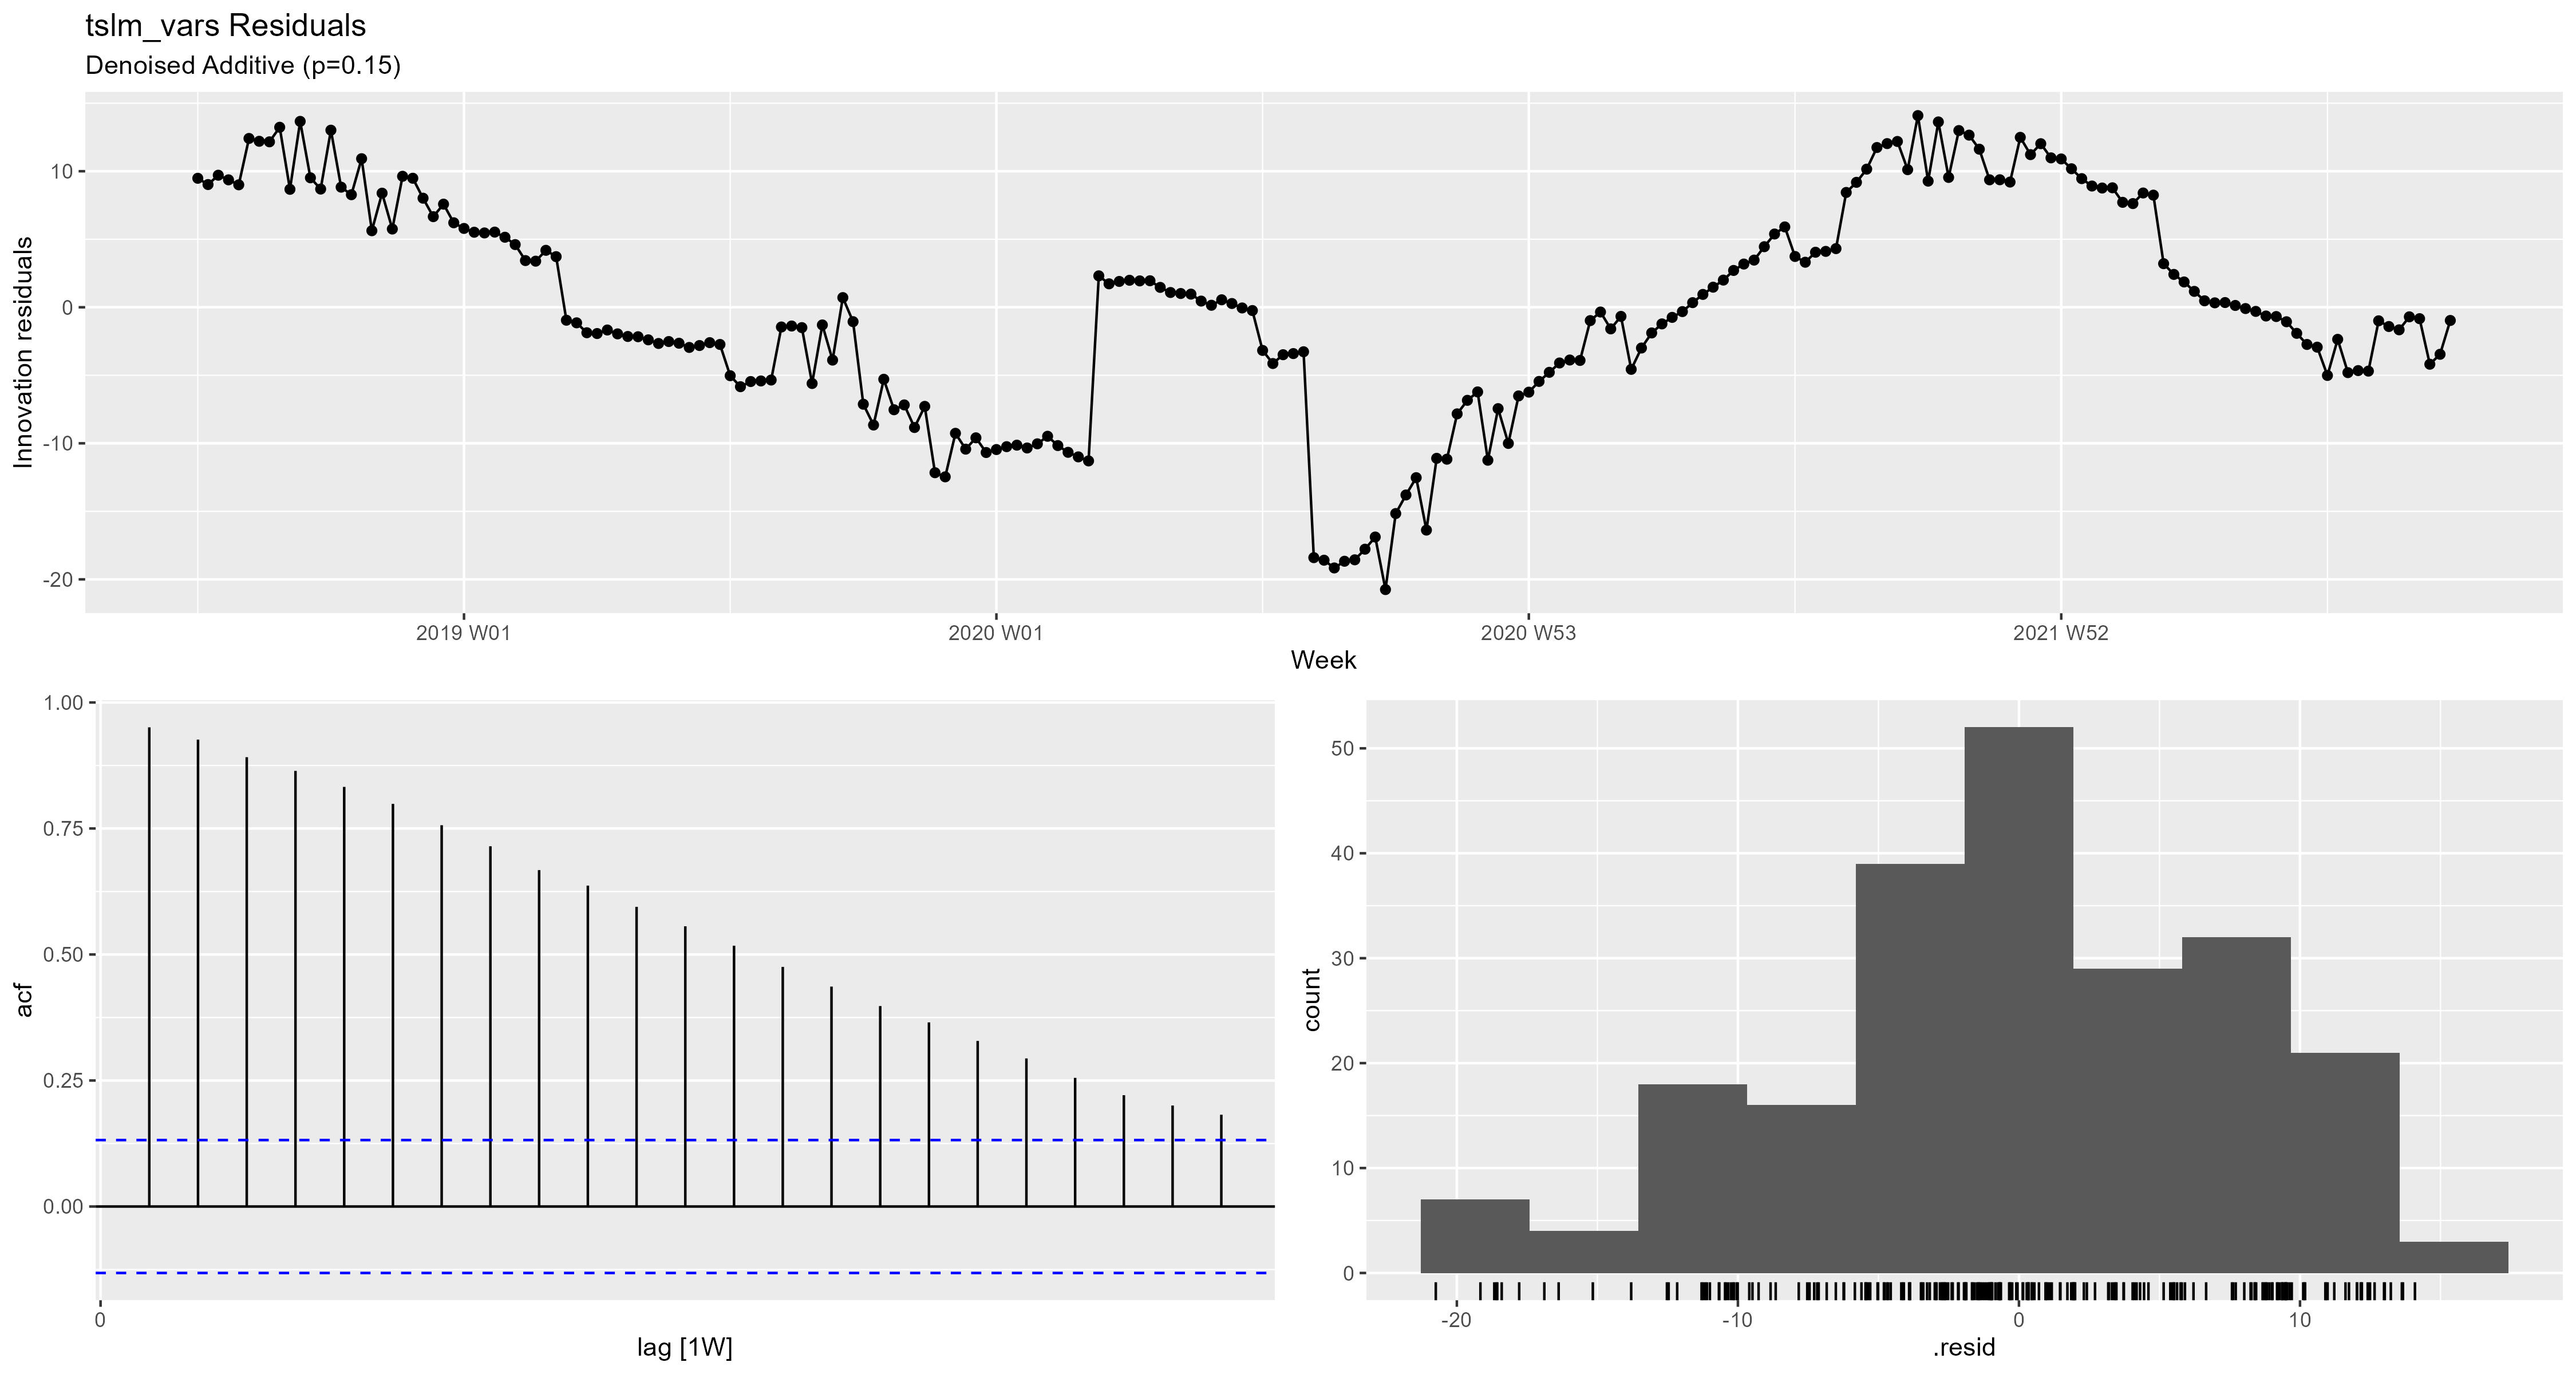 tslm_vars Residuals
Denoised Additive (p=0.15)
Innovation residuals
10
0
-10
-20
2019 W01
2020 W01
2020 W53
2021 W52
Week
acf
1.00
0.75
0.50
0.25
0.00
0
lag [1W]
count
50
40
30
20
10
0
-20
-10
0
10
.resid